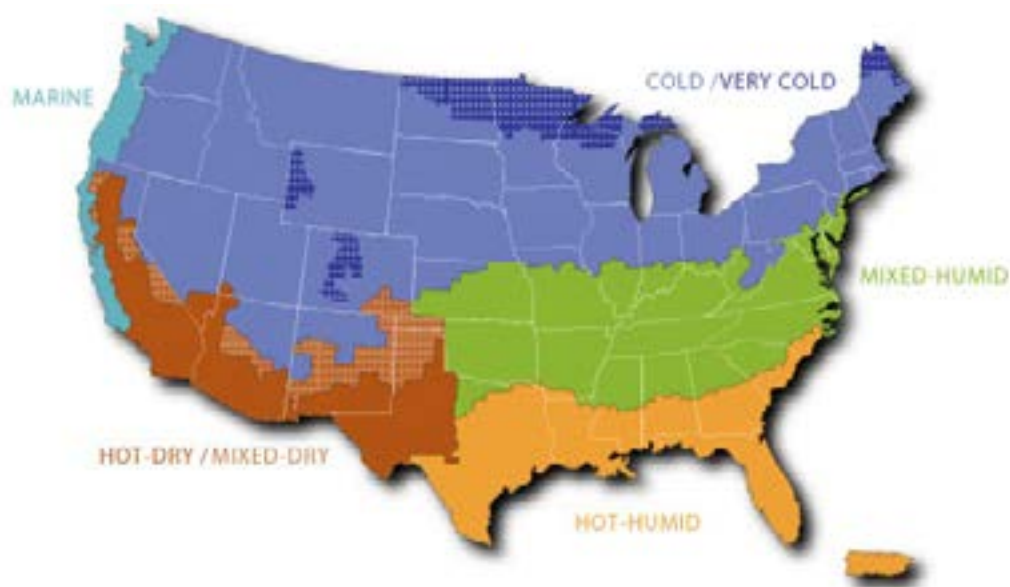 COLD /VERY COLD
MARINE
MIXED-HUMID
HOT-DRY /MIXED-DRY
HOT-HUMID